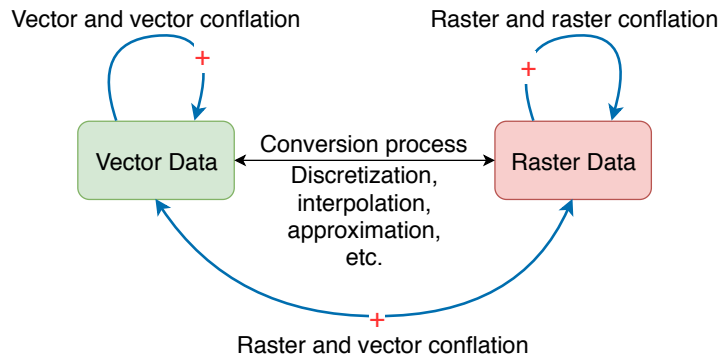 Vector and vector conflation
Raster and raster conflation
+
+
Vector Data
Conversion process
Raster Data
Discretization,
interpolation,
approximation,
etc.
+
Raster and vector conflation